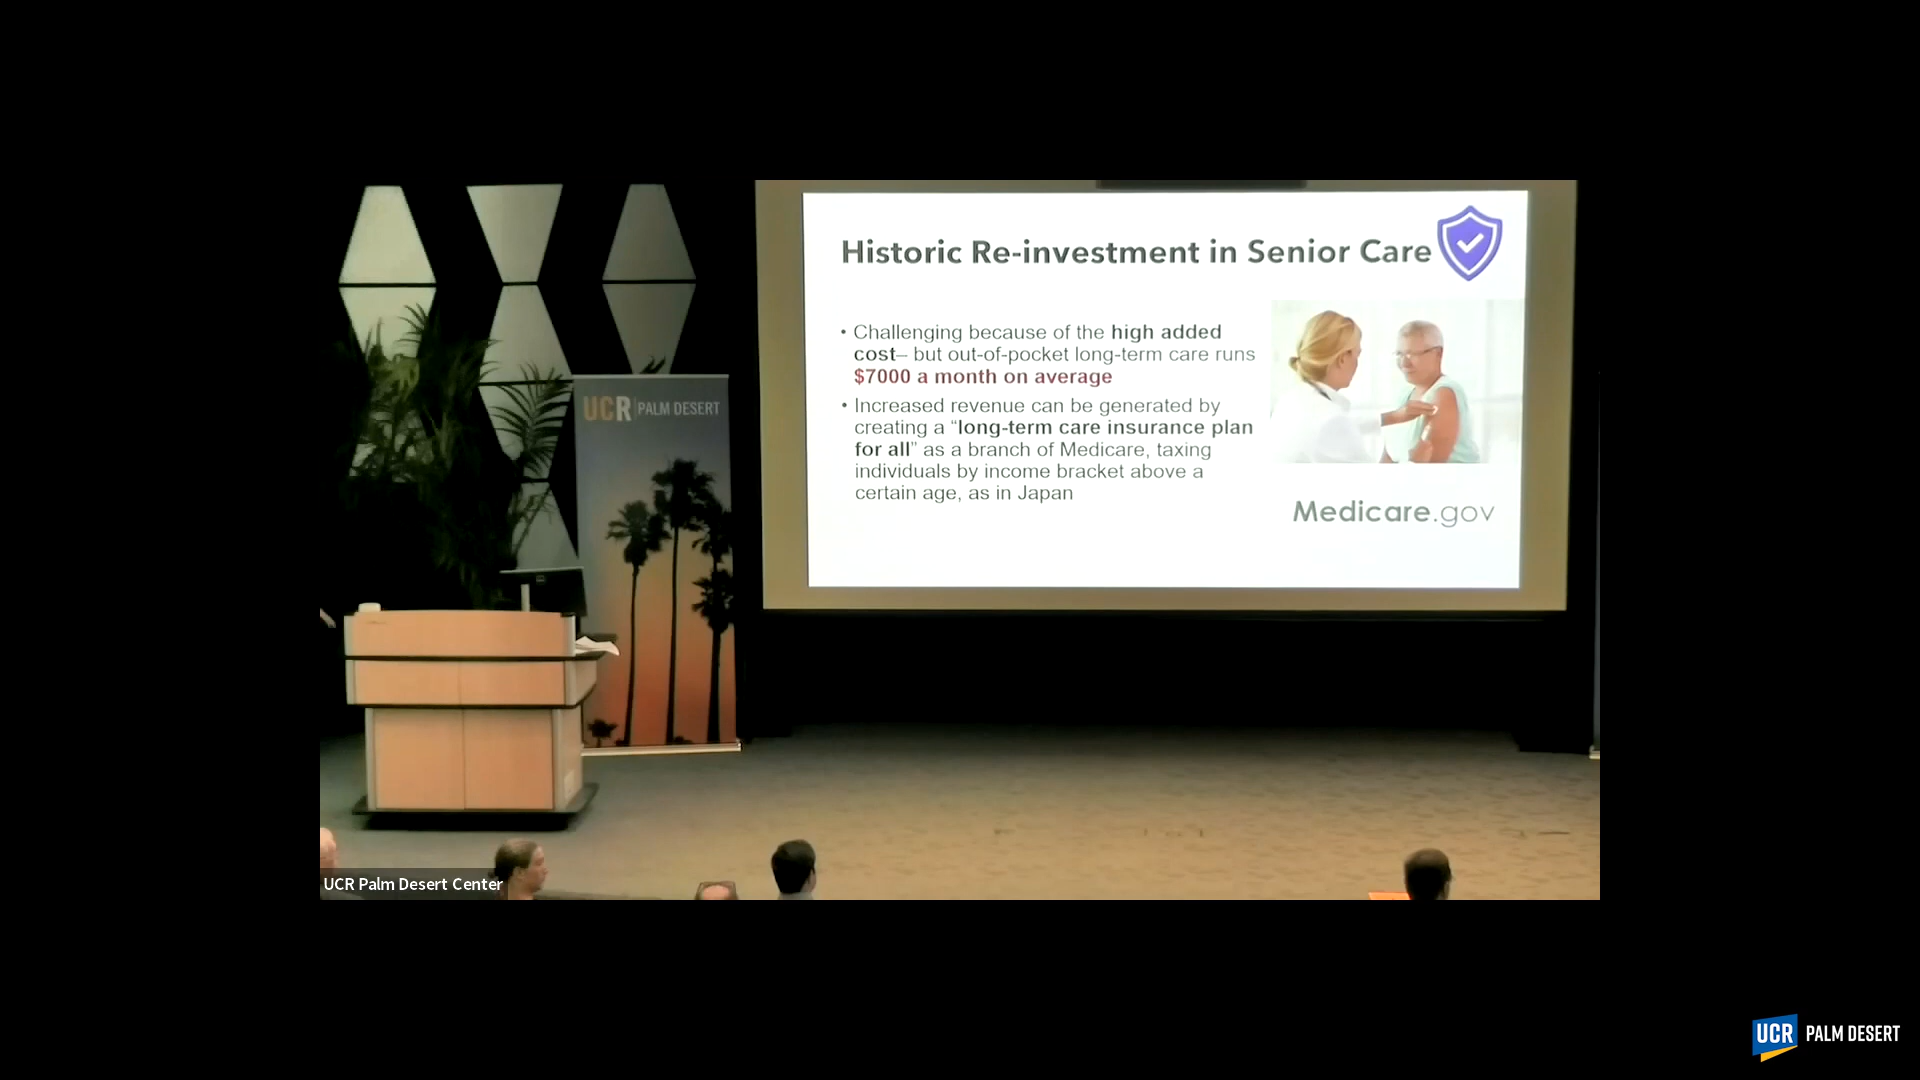 Historic Re-investment in Senior Care
• Challenging because of the high added
cost– but out-of-pocket long-term care runs
$7000 a month on average
• Increased revenue can be generated by
creating a “long-term care insurance plan
for all” as a branch of Medicare, taxing
individuals by income bracket above a
certain age, as in Japan
Medicare.gov
UCR PALM DESERT
UCR Palm Desert Center
UCR PALM DESERT